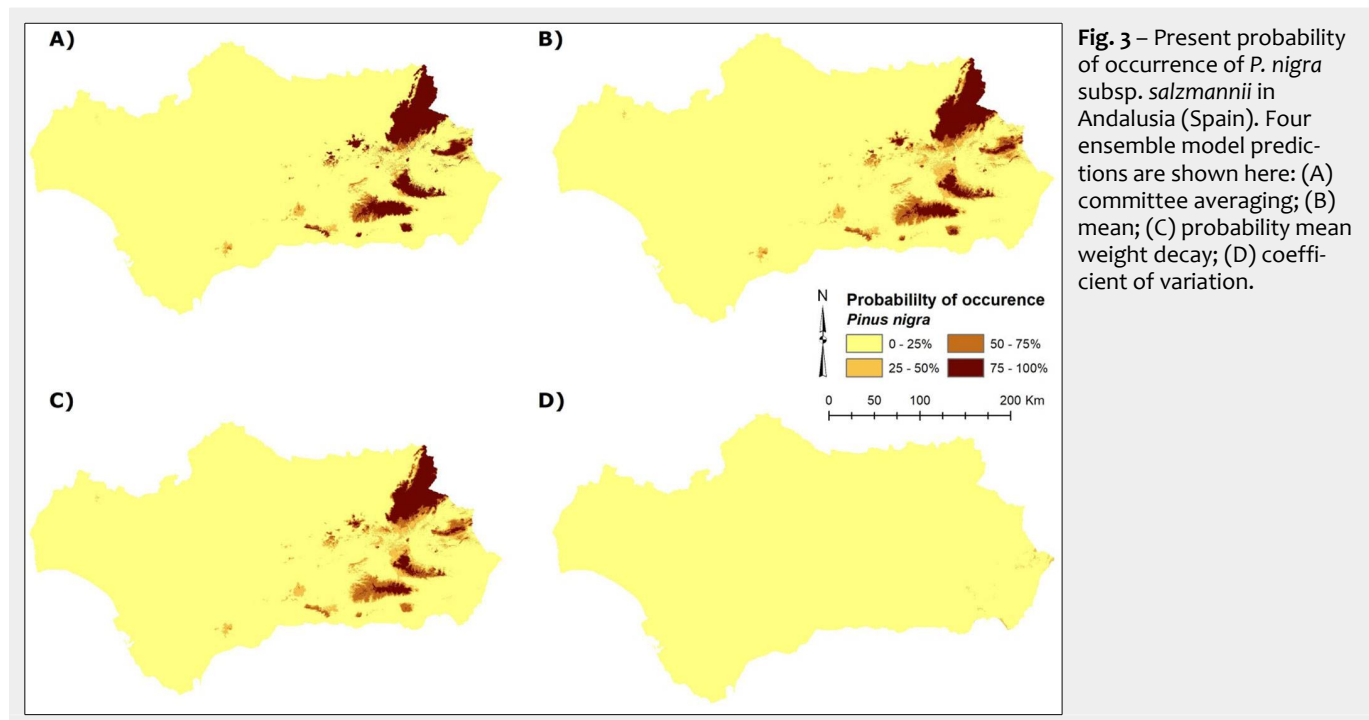 A)
B)
N
Probabililty of occurence
Pinus nigra
0 - 25%
50 - 75%
25 - 50%
75 - 100%
0 50 100 200 Km
C)
D)
Fig. 3 – Present probability
of occurrence of P. nigra
subsp. salzmannii in
Andalusia (Spain). Four
ensemble model predic-
tions are shown here: (A)
committee averaging; (B)
mean; (C) probability mean
weight decay; (D) coeffi-
cient of variation.